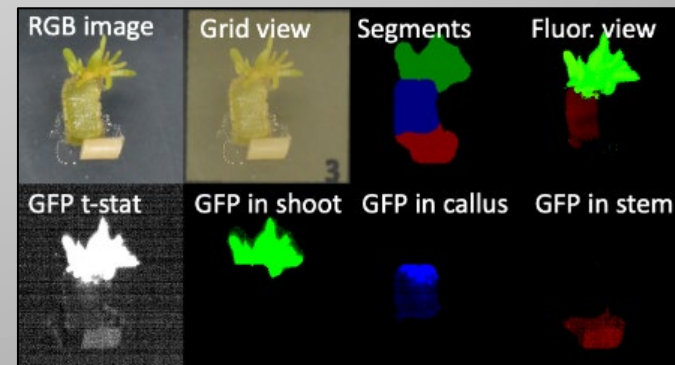 RGB image
Grid view
Segments
Fluor. view
3
GFP t-stat
GFP in shoot
GFP in callus
GFP in stem